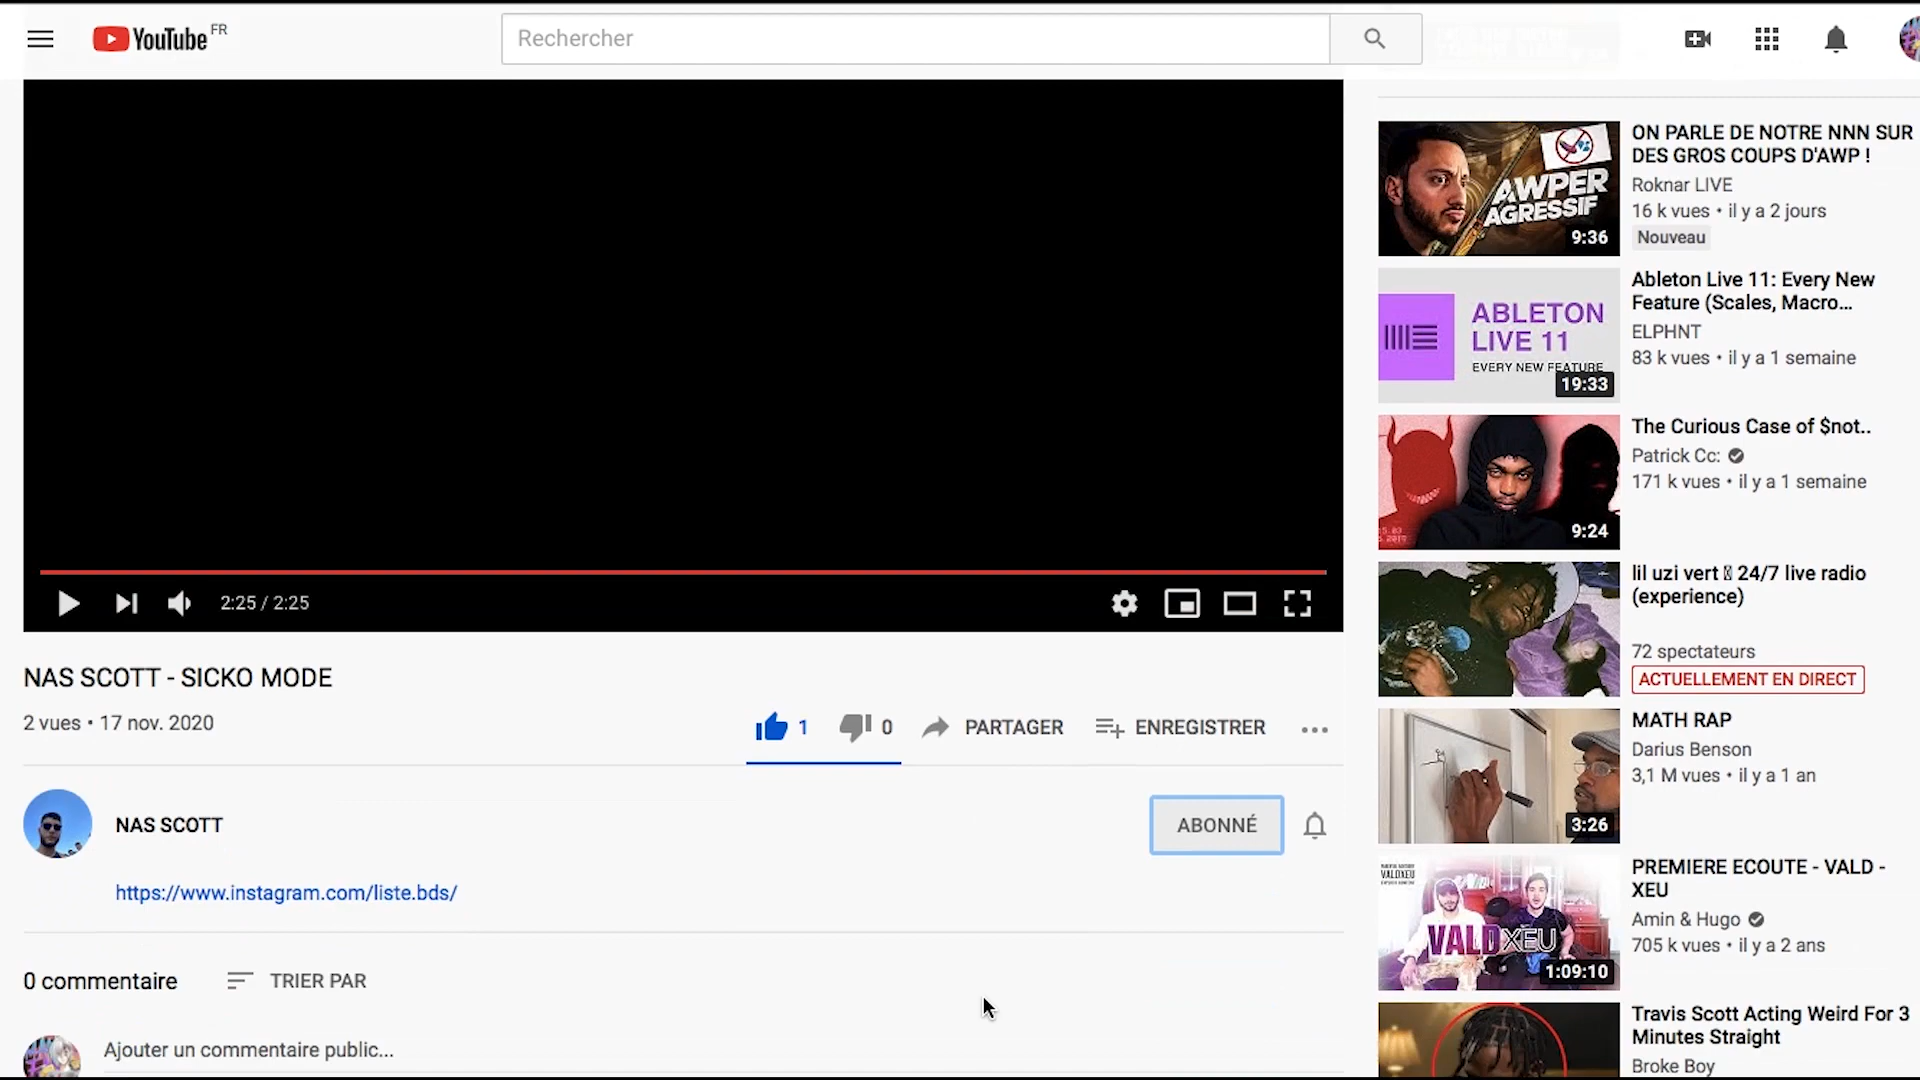 YouTube FR
Rechercher
2:25 / 2:25
NAS SCOTT - SICKO MODE
2 vues • 17 nov. 2020
1
0
PARTAGER
ENREGISTRER
NAS SCOTT
ABONNÉ
https://www.instagram.com/liste.bds/
0 commentaire
TRIER PAR
Ajouter un commentaire public...
AWPER
AGRESSIF
9:36
ON PARLE DE NOTRE NNN SUR
DES GROS COUPS D'AWP !
Roknar LIVE
16 k vues • il y a 2 jours
Nouveau
ABLETON
LIVE 11
EVERY NEW FEATURE
19:33
Ableton Live 11: Every New
Feature (Scales, Macro...
ELPHNT
83 k vues • il y a 1 semaine
9:24
The Curious Case of $not..
Patrick Cc:
171 k vues • il y a 1 semaine
lil uzi vert 24/7 live radio
(experience)
72 spectateurs
ACTUELLEMENT EN DIRECT
3:26
MATH RAP
Darius Benson
3,1 M vues • il y a 1 an
VALDXEU
VALDXEU
1:09:10
PREMIERE ECOUTE - VALD -
XEU
Amin & Hugo
705 k vues • il y a 2 ans
Travis Scott Acting Weird For 3
Minutes Straight
Broke Boy